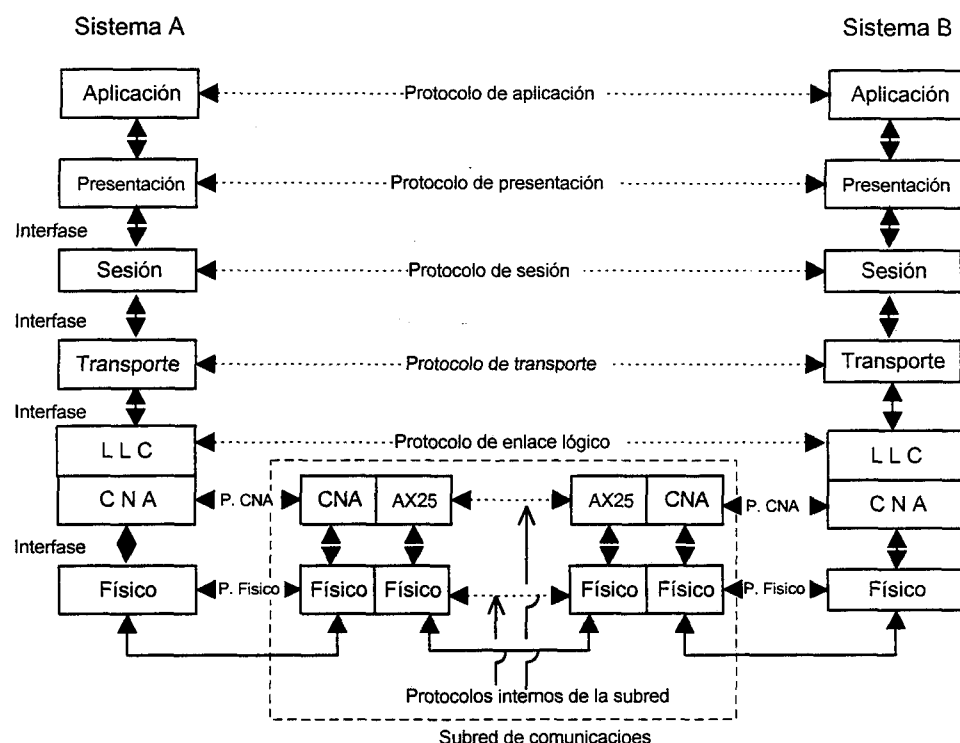 Sistema A
Sistema B
Aplicación
Protocolo de aplicación
Aplicación
Presentación
Protocolo de presentación
Presentación
Interfase
Sesión
Protocolo de sesión
Sesión
Interfase
Transporte
Protocolo de transporte
Transporte
Interfase
L L C
Protocolo de enlace lógico
L L C
C N A
P. CNA
CNA
AX25
AX25
CNA
P. CNA
C N A
Interfase
Físico
P. Fisico
Físico
Físico
Físico
Físico
P. Fisico
Físico
Protocolos internos de la subred
Subred de comunicacioes